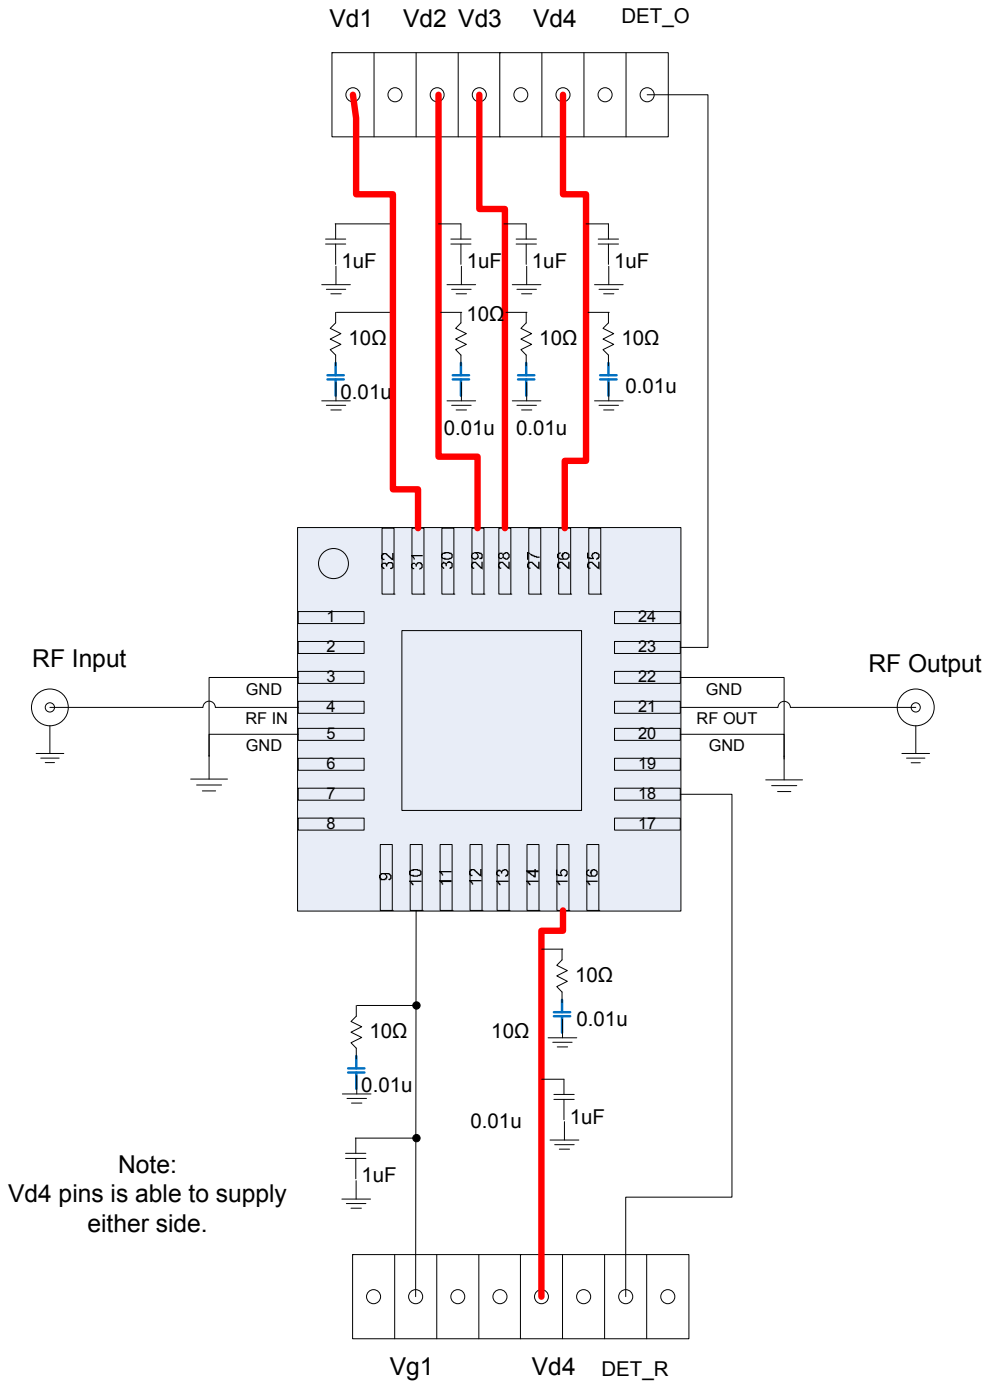 Vd1 Vd2 Vd3 Vd4 DET_O
1uF 1uF 1uF 1uF
10Ω
10Ω 10Ω 10Ω 10Ω
0.01u 0.01u
0.01u 0.01u
32 31 30 29 28 27 26 25
1 24
2 23
RF Input RF Output
3 22
GND GND
4 21
RF IN RF OUT
5 20
GND GND
6 19
7 18
8 17
9 10 11 12 13 14 15 16
10Ω
0.01u
10Ω 10Ω
0.01u
0.01u 1uF
1uF
Note:
Vd4 pins is able to supply
either side.
Vg1 Vd4 DET_R